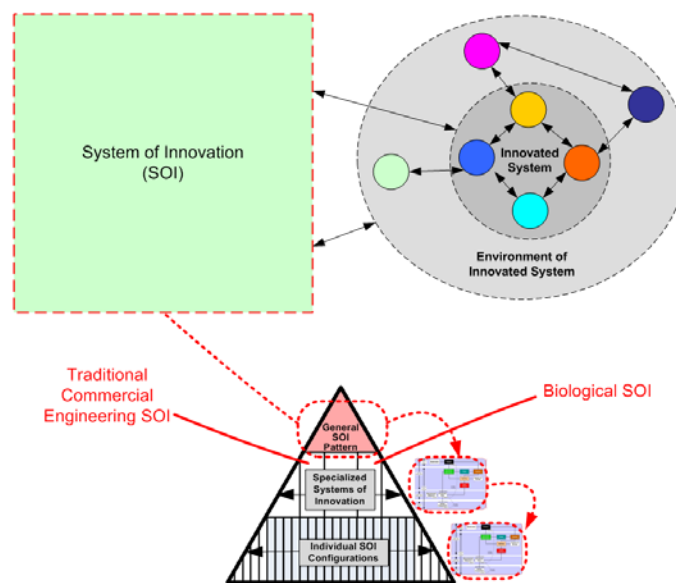 System of Innovation
(SOI)
Innovated
System
Environment of
Innovated System
Traditional
Commercial
Engineering SOI
Biological SOI
General
SOI
Pattern
Specialized
Systems of
Innovation
Individual SOI
Configurations